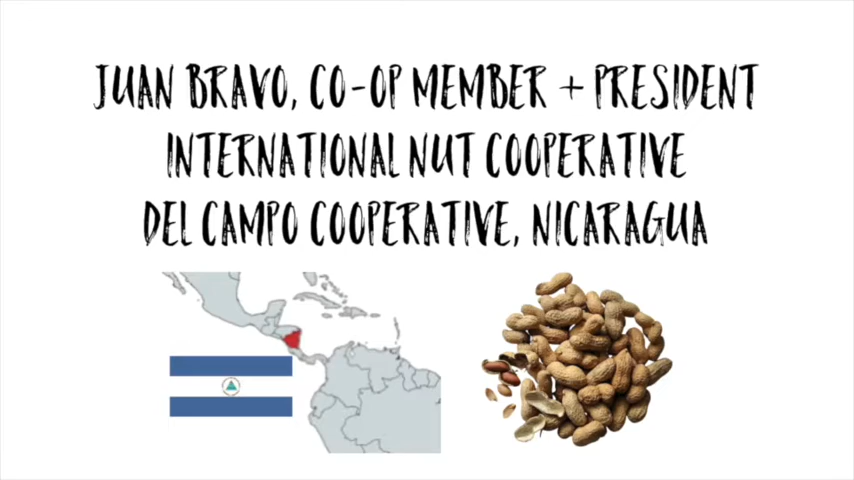 JUAN BRAVO, CO-OP MEMBER + PRESIDENT
INTERNATIONAL NUT COOPERATIVE
DEL CAMPO COOPERATIVE, NICARAGUA